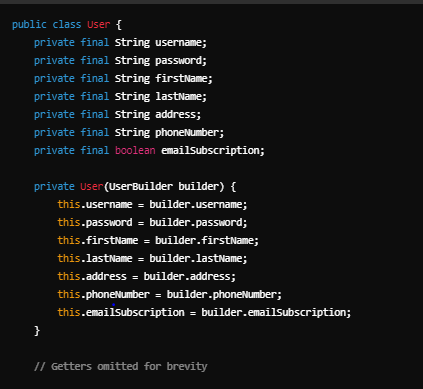 public class User {
    private final String username;
    private final String password;
    private final String firstName;
    private final String lastName;
    private final String address;
    private final String phoneNumber;
    private final boolean emailSubscription;

    private User(UserBuilder builder) {
        this.username = builder.username;
        this.password = builder.password;
        this.firstName = builder.firstName;
        this.lastName = builder.lastName;
        this.address = builder.address;
        this.phoneNumber = builder.phoneNumber;
        this.emailSubscription = builder.emailSubscription;
    }

    // Getters omitted for brevity